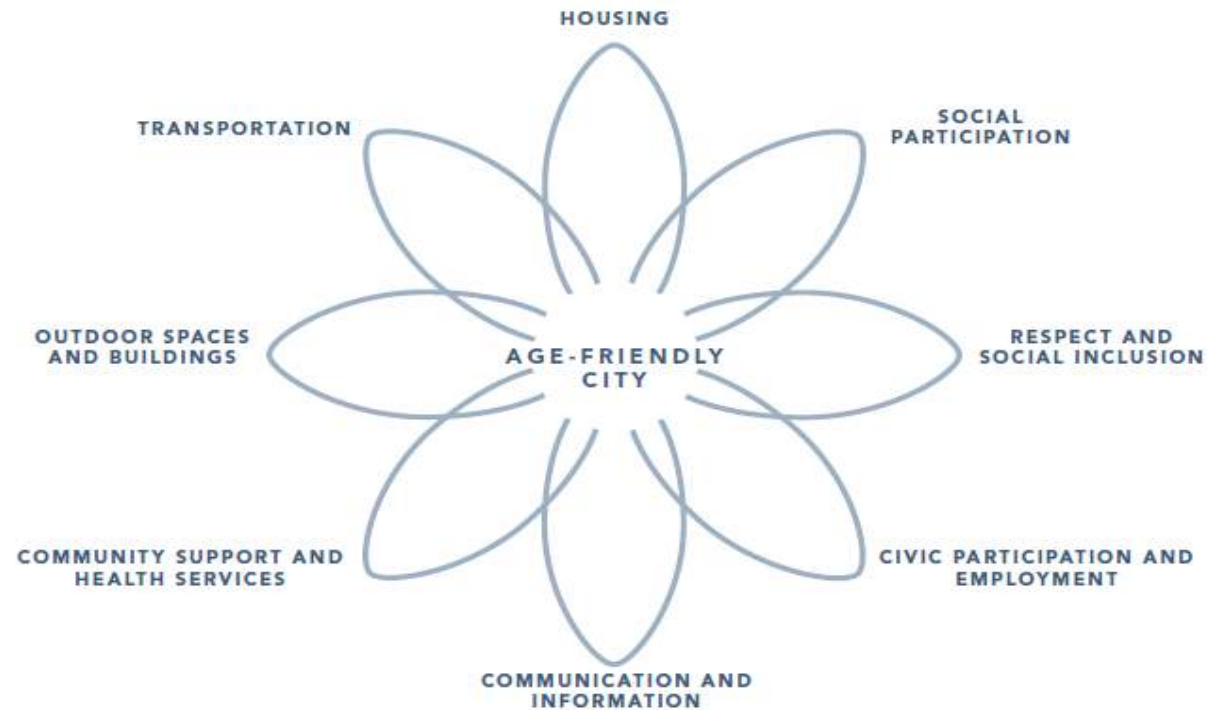 HOUSING
TRANSPORTATION
SOCIAL
PARTICIPATION
OUTDOOR SPACES
AND BUILDINGS
AGE-FRIENDLY
CITY
RESPECT AND
SOCIAL INCLUSION
COMMUNITY SUPPORT AND
HEALTH SERVICES
CIVIC PARTICIPATION AND
EMPLOYMENT
COMMUNICATION AND
INFORMATION